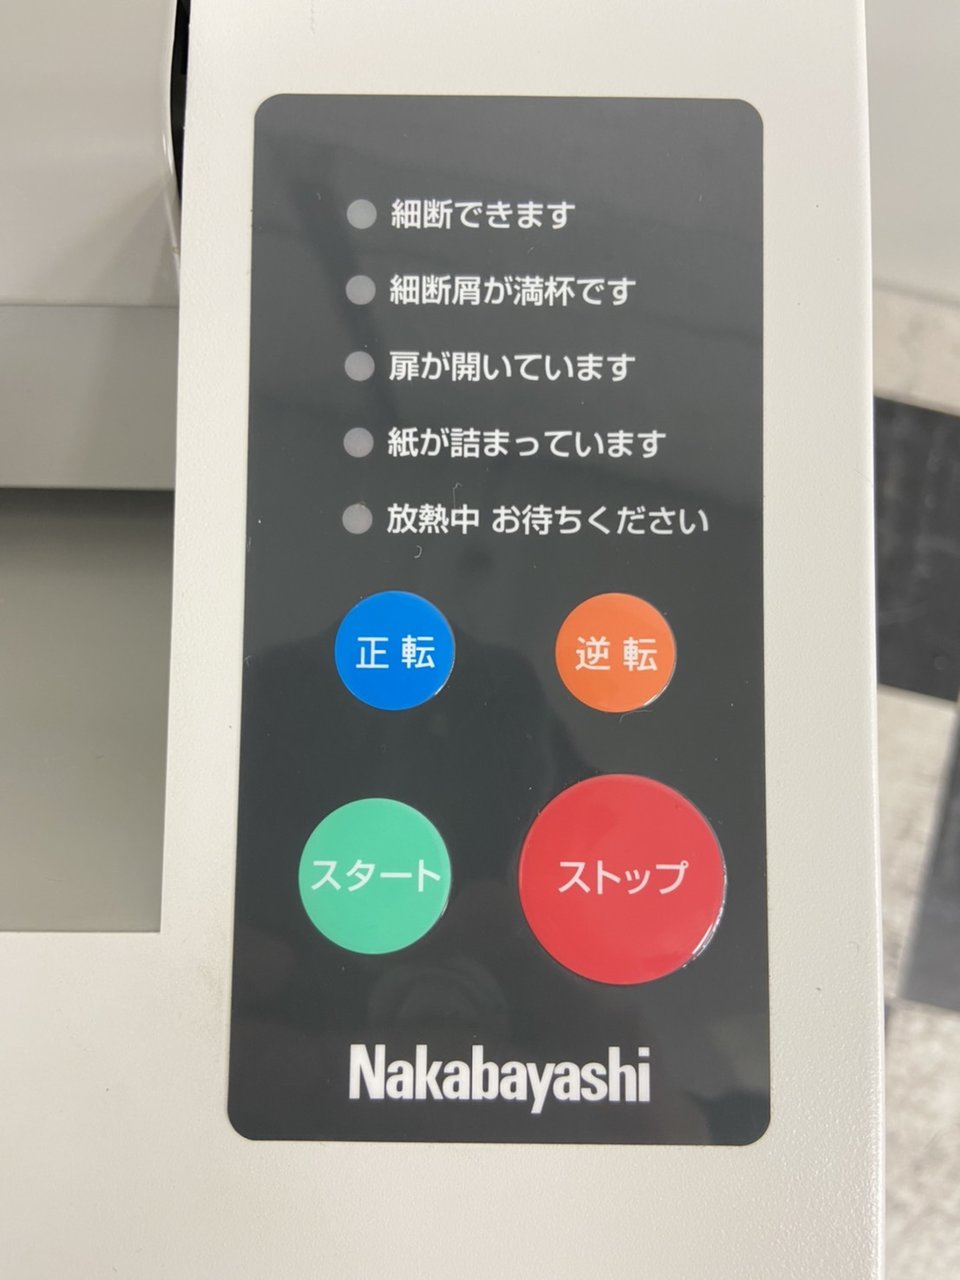 細断できます
細断屑が満杯です
扉が開いています
紙が詰まっています
放熱中 お待ちください
正転 逆転
スタート ストップ
Nakabayashi